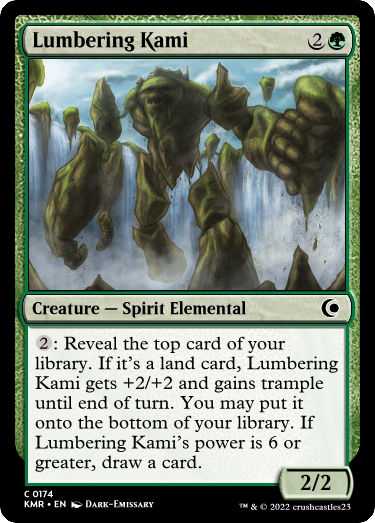 Lumbering Kami 2
Creature — Spirit Elemental
2: Reveal the top card of your
library. If it's a land card, Lumbering
Kami gets +2/+2 and gains trample
until end of turn. You may put it
onto the bottom of your library. If
Lumbering Kami's power is 6 or
greater, draw a card.
2/2
C 0174
KMR • EN Dark-Emissary
™ & © 2022 crushcastles23